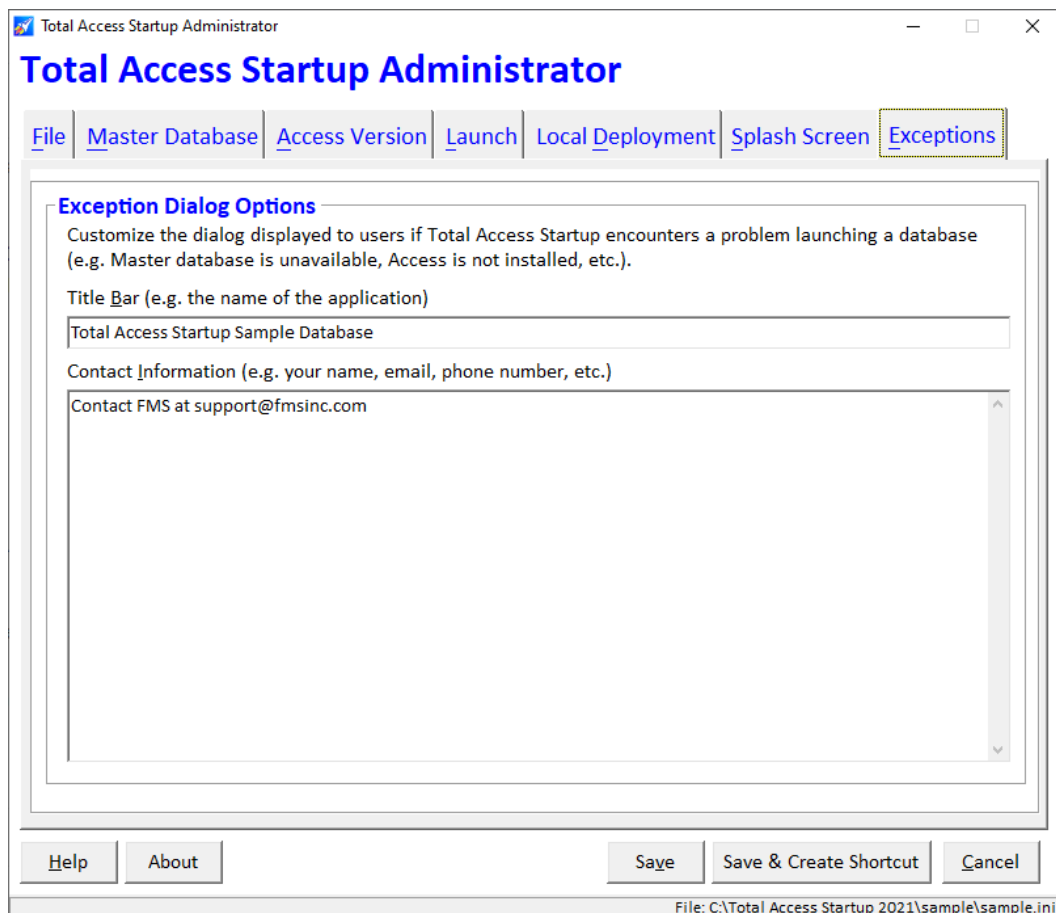 Total Access Startup Administrator
Total Access Startup Administrator
File Master Database Access Version Launch Local Deployment Splash Screen Exceptions
Exception Dialog Options
Customize the dialog displayed to users if Total Access Startup encounters a problem launching a database
(e.g. Master database is unavailable, Access is not installed, etc.).
Title Bar (e.g. the name of the application)
Total Access Startup Sample Database
Contact Information (e.g. your name, email, phone number, etc.)
Contact FMS at support@fmsinc.com
Help About Save Save & Create Shortcut Cancel
File: C:\Total Access Startup 2021\sample\sample.ini